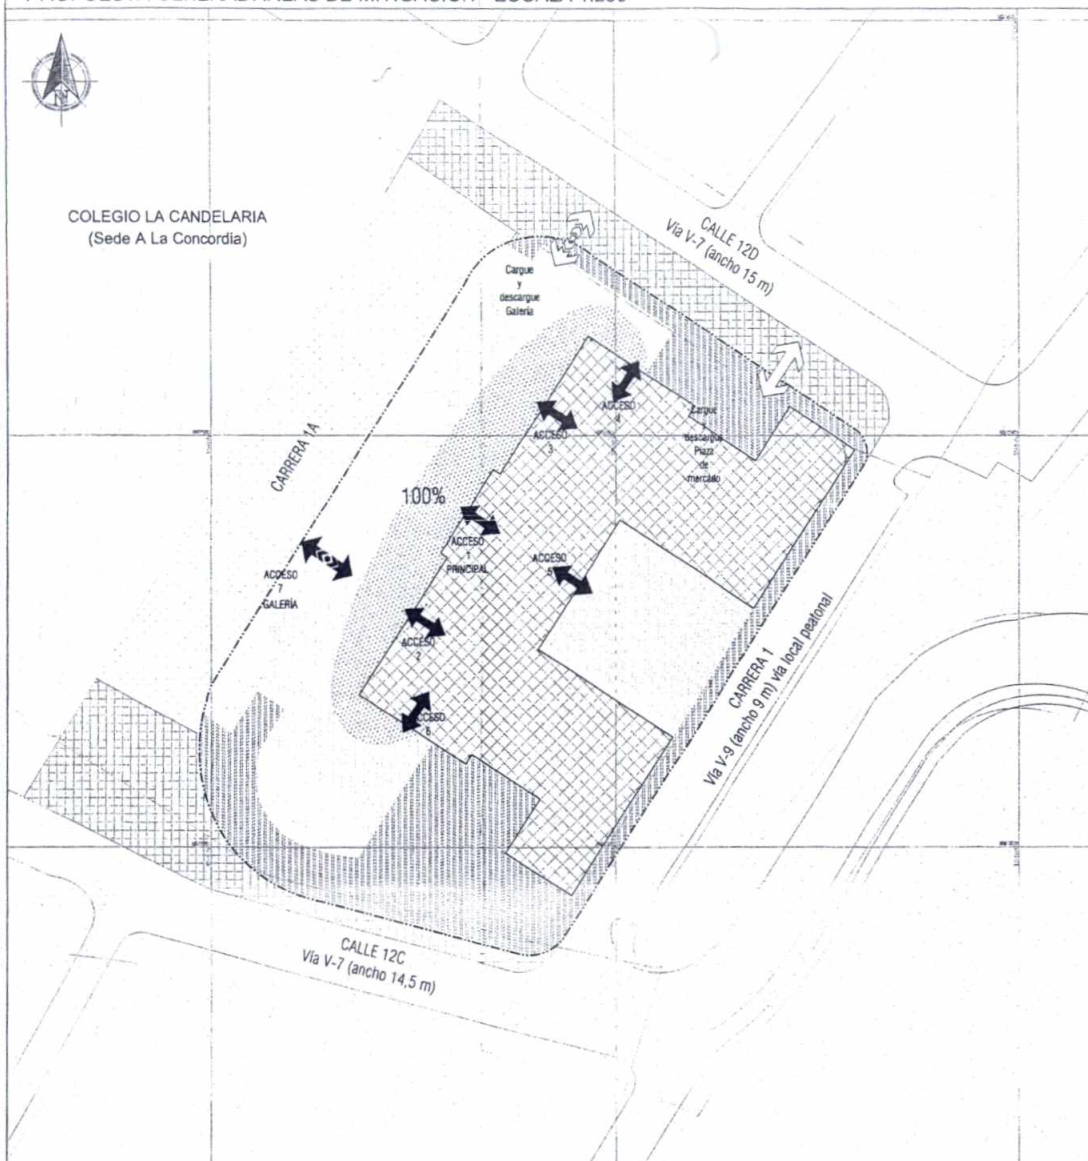 COLEGIO LA CANDELARIA
(Sede A La Concordia)
CALLE 12D
Vía V-7 (ancho 15 m)
Cargue
y
descargue
Galería
ACCESO
4
ACCESO
3
Cargue
y
descargue
Plaza
de
mercado
CARRERA 1A
100%
ACCESO
1
PRINCIPAL
ACCESO
5
ACCESO
7
GALERÍA
ACCESO
2
ACCESO
6
CARRERA 1
Vía V-9 (ancho 9 m) vía local peatonal
CALLE 12C
Vía V-7 (ancho 14,5 m)